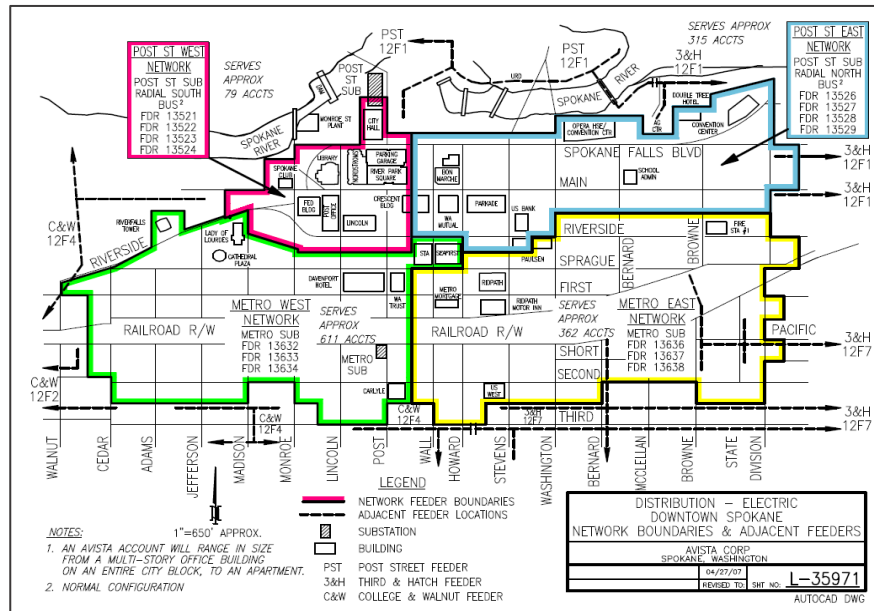 POST ST WEST
NETWORK
POST ST SUB
RADIAL SOUTH
BUS²
FDR 13521
FDR 13522
FDR 13523
FDR 13524
SERVES
APPROX
79 ACCTS
PST
12F1
POST
ST
SUB
PST
12F1
URD
SPOKANE
RIVER
3&H
12F1
SERVES APPROX
315 ACCTS
POST ST EAST
NETWORK
POST ST SUB
RADIAL NORTH
BUS²
FDR 13526
FDR 13527
FDR 13528
FDR 13529
MONROE ST
PLANT
CITY
HALL
SPOKANE
RIVER
DOUBLE TREE
HOTEL
CONVENTION
CENTER
OPERA HSE/
CONVENTION CTR
SPOKANE FALLS BLVD
3&H
12F1
LIBRARY
NORDSTROMS
PARKING
GARAGE
RIVER PARK
SQUARE
BON
MARCHE
SPOKANE
CLUB
MAIN
SCHOOL
ADMIN
3&H
12F1
FED
BLDG
POST
OFFICE
LINCOLN
CRESCENT
BLDG
WA
MUTUAL
PARKADE
US BANK
C&W
12F4
RIVERFALLS
TOWER
RIVERSIDE
LADY OF
LOURDES
CATHEDRAL
PLAZA
STA
SEAFIRST
PAULSEN
RIVERSIDE
FIRE
STA #1
SPRAGUE
BERNARD
BROWNE
FIRST
DAVENPORT
HOTEL
WA
TRUST
METRO
MORTGAGE
RIDPATH
RIDPATH
MOTOR INN
RAILROAD R/W
METRO WEST
NETWORK
METRO SUB
FDR 13632
FDR 13633
FDR 13634
SERVES
APPROX
611 ACCTS
METRO
SUB
RAILROAD R/W
SERVES
APPROX
362 ACCTS
METRO EAST
NETWORK
METRO SUB
FDR 13636
FDR 13637
FDR 13638
PACIFIC
3&H
12F7
SHORT
SECOND
C&W
12F2
CARLYLE
US
WEST
C&W
12F4
C&W
12F4
3&H
12F7
THIRD
3&H
12F7
WALNUT
CEDAR
ADAMS
JEFFERSON
MADISON
MONROE
LINCOLN
POST
WALL
HOWARD
STEVENS
WASHINGTON
BERNARD
MCCLELLAN
BROWNE
STATE
DIVISION
LEGEND
NETWORK FEEDER BOUNDARIES
ADJACENT FEEDER LOCATIONS
SUBSTATION
BUILDING
PST POST STREET FEEDER
3&H THIRD & HATCH FEEDER
C&W COLLEGE & WALNUT FEEDER
1"=650' APPROX.
NOTES:
1. AN AVISTA ACCOUNT WILL RANGE IN SIZE
FROM A MULTI-STORY OFFICE BUILDING
ON AN ENTIRE CITY BLOCK, TO AN APARTMENT.
2. NORMAL CONFIGURATION
DISTRIBUTION - ELECTRIC
DOWNTOWN SPOKANE
NETWORK BOUNDARIES & ADJACENT FEEDERS
AVISTA CORP
SPOKANE, WASHINGTON
04/27/07
REVISED TO: SHT NO: L-35971
AUTOCAD DWG